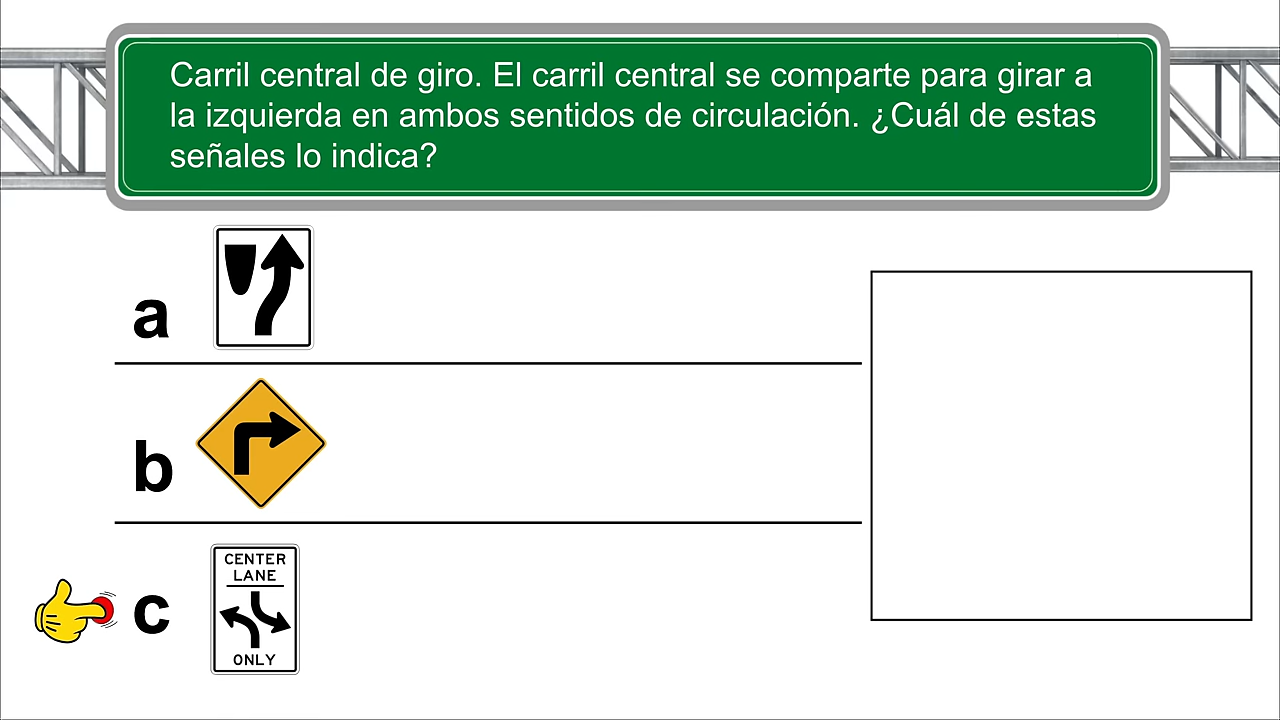 Carril central de giro. El carril central se comparte para girar a
la izquierda en ambos sentidos de circulación. ¿Cuál de estas
señales lo indica?
a
b
c
CENTER
LANE
ONLY